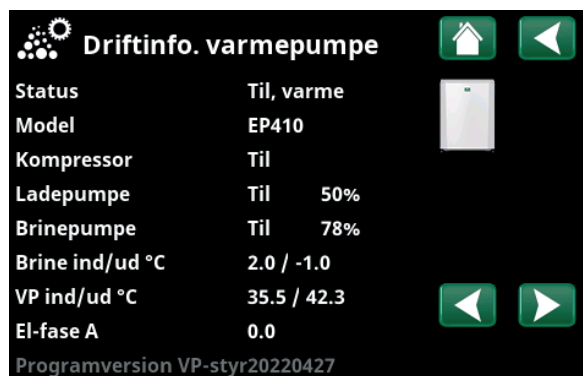 Driftinfo. varmepumpe
Status Til, varme
Model EP410
Kompressor Til
Ladepumpe Til 50%
Brinepumpe Til 78%
Brine ind/ud °C 2.0 / -1.0
VP ind/ud °C 35.5 / 42.3
El-fase A 0.0
Programversion VP-styr20220427